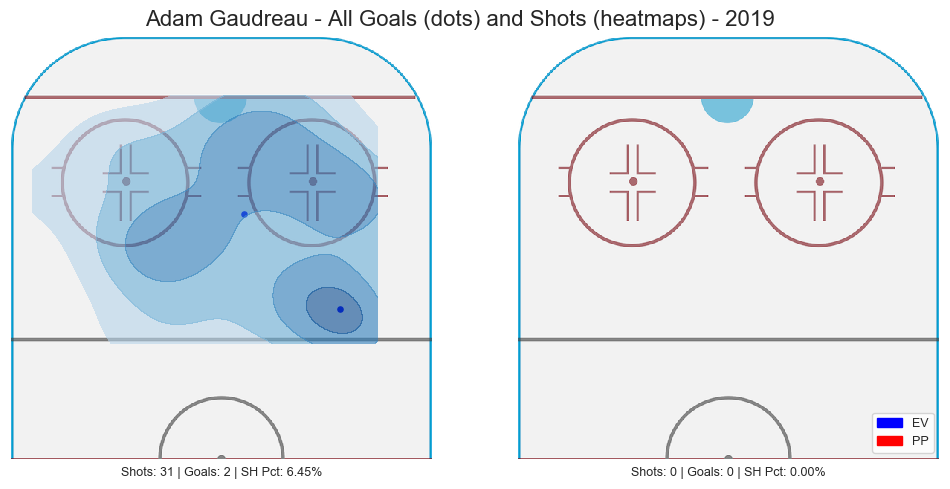 Adam Gaudreau - All Goals (dots) and Shots (heatmaps) - 2019
EV
PP
Shots: 31 | Goals: 2 | SH Pct: 6.45%
Shots: 0 | Goals: 0 | SH Pct: 0.00%